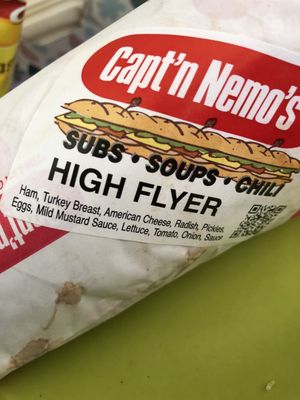 Capt'n Nemo's
SUBS • SOUPS • CHILI
HIGH FLYER
Ham, Turkey Breast, American Cheese, Radish, Pickles,
Eggs, Mild Mustard Sauce, Lettuce, Tomato, Onion, Sauce